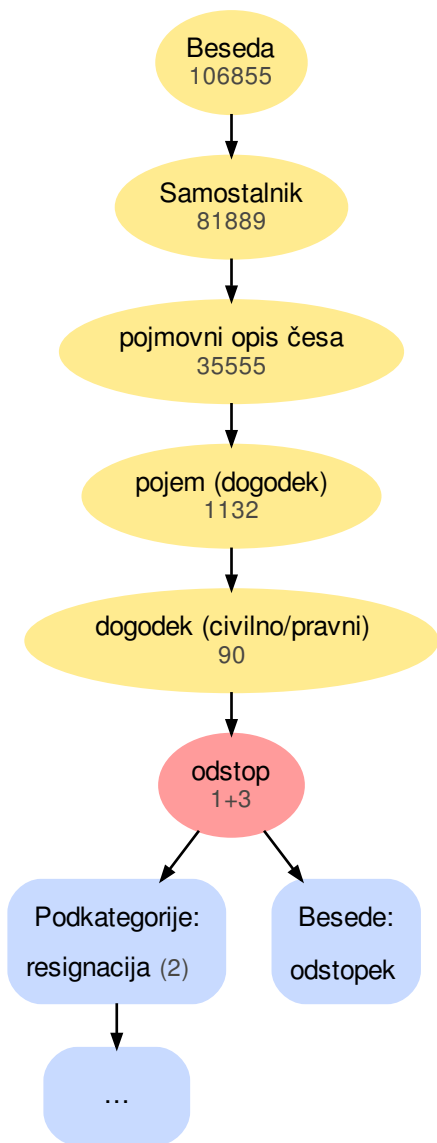 Beseda
106855
Samostalnik
81889
pojmovni opis česa
35555
pojem (dogodek)
1132
dogodek (civilno/pravni)
90
odstop
1+3
Podkategorije:
resignacija (2)
Besede:
odstopek
...